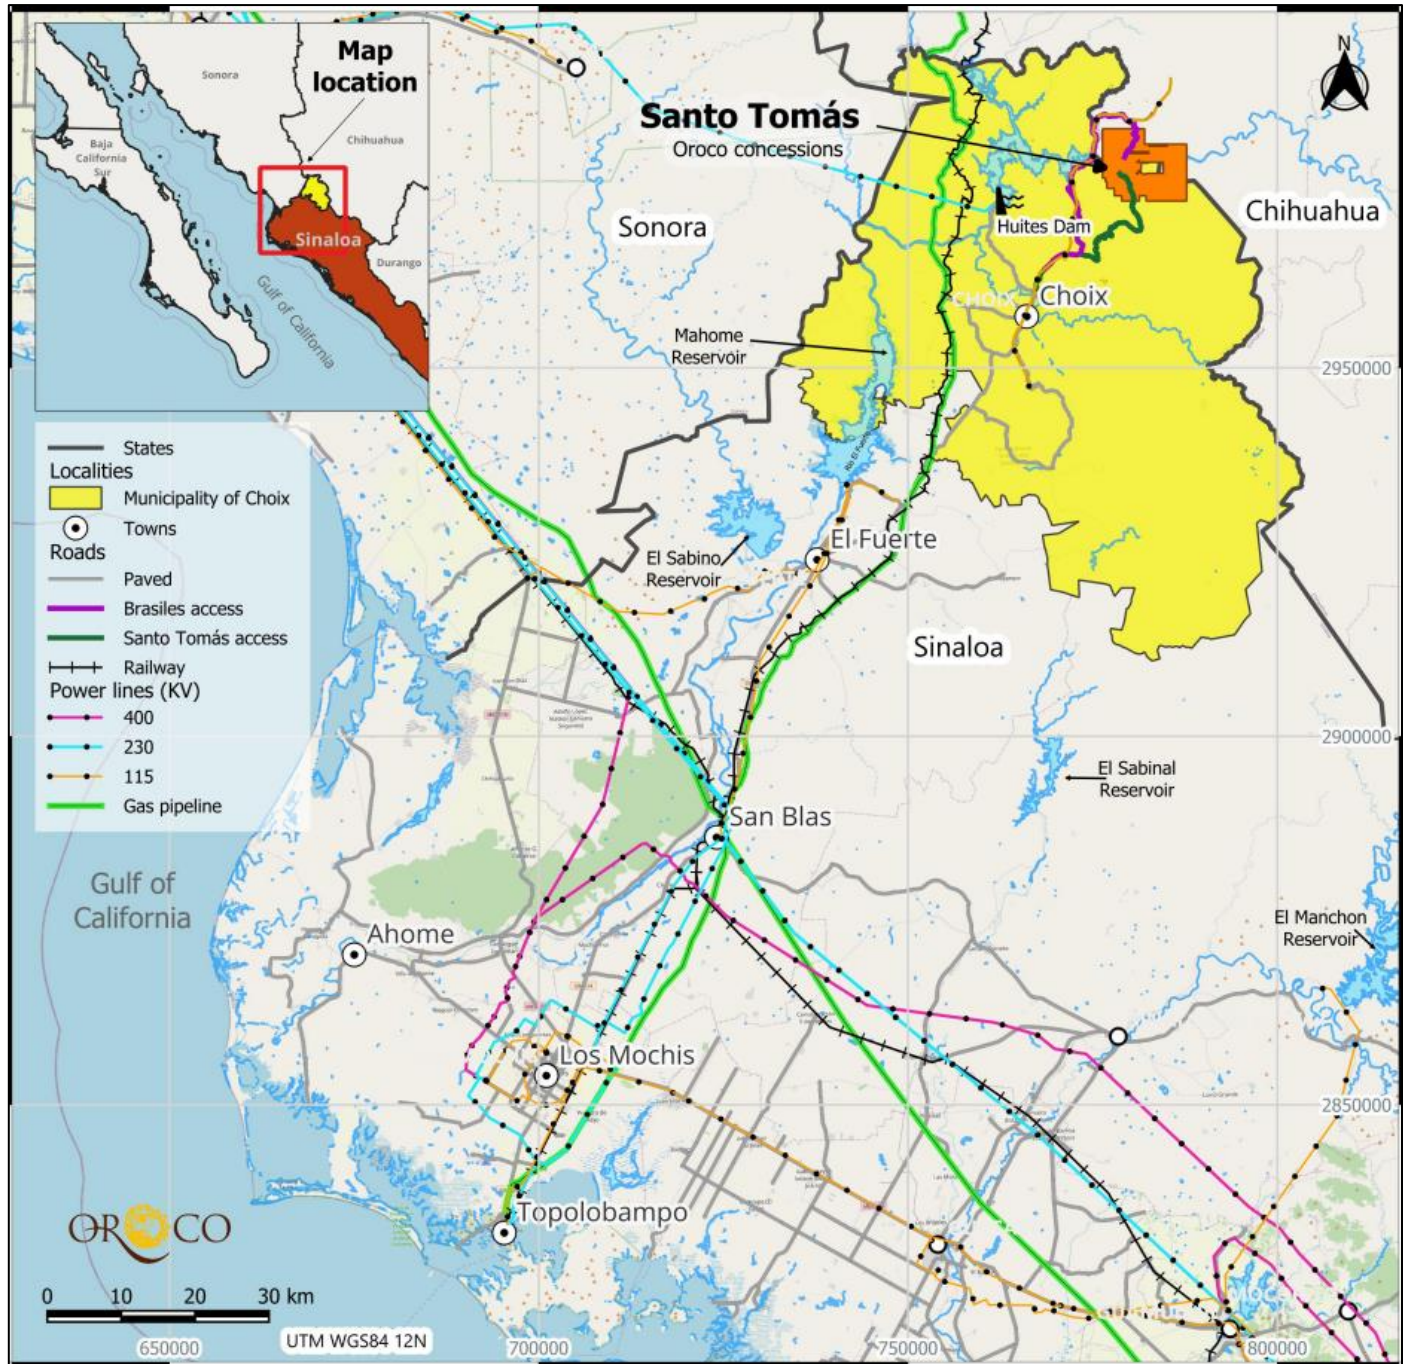 Map
location
Sonora
Chihuahua
Baja
California
Sur
Sinaloa
Durango
Gulf of California
N
Santo Tomás
Oroco concessions
Sonora
Chihuahua
Huites Dam
CHOIX
Choix
Mahome
Reservoir
2950000
Rio El Fuerte
El Fuerte
El Sabino
Reservoir
Sinaloa
States
Localities
Municipality of Choix
Towns
Roads
Paved
Brasiles access
Santo Tomás access
Railway
Power lines (KV)
400
230
115
Gas pipeline
2900000
El Sabinal
Reservoir
San Blas
Gulf of
California
Ahome
El Manchon
Reservoir
Los Mochis
2850000
Topolobampo
OROCO
0 10 20 30 km
UTM WGS84 12N
650000
700000
750000
800000